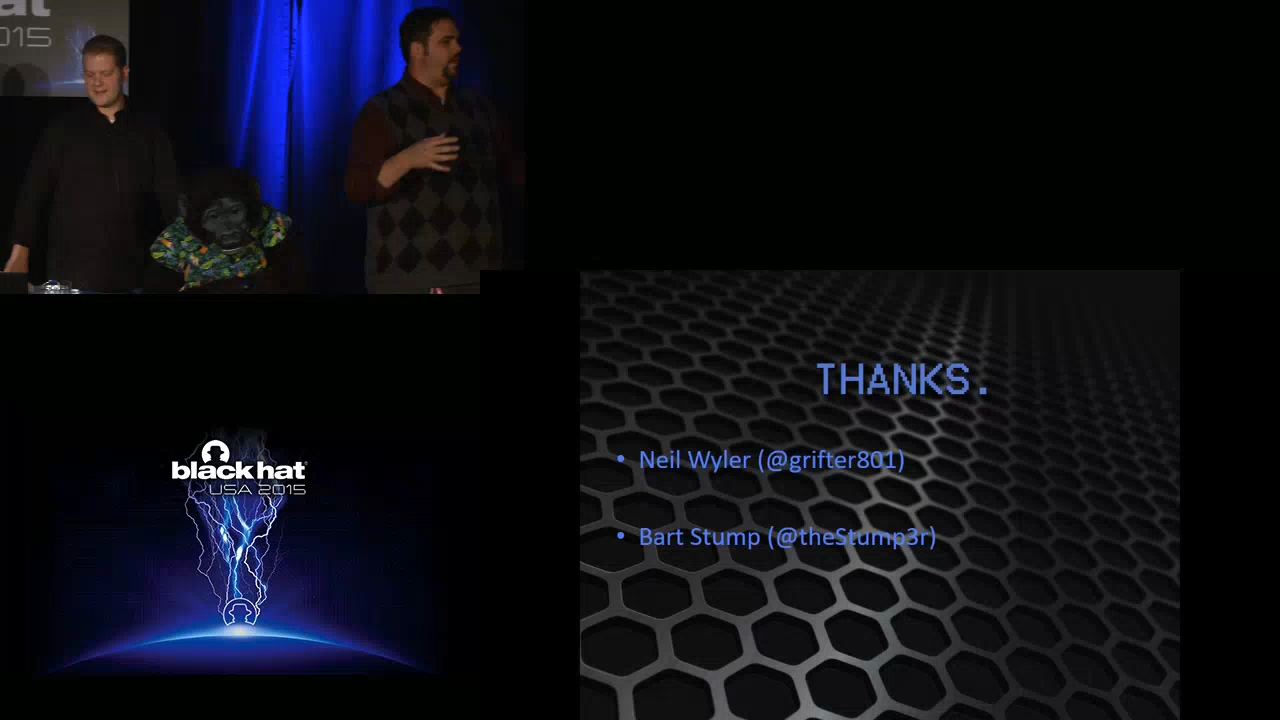 at
015
black hat
USA 2015
THANKS.
• Neil Wyler (@grifter801)
• Bart Stump (@theStump3r)